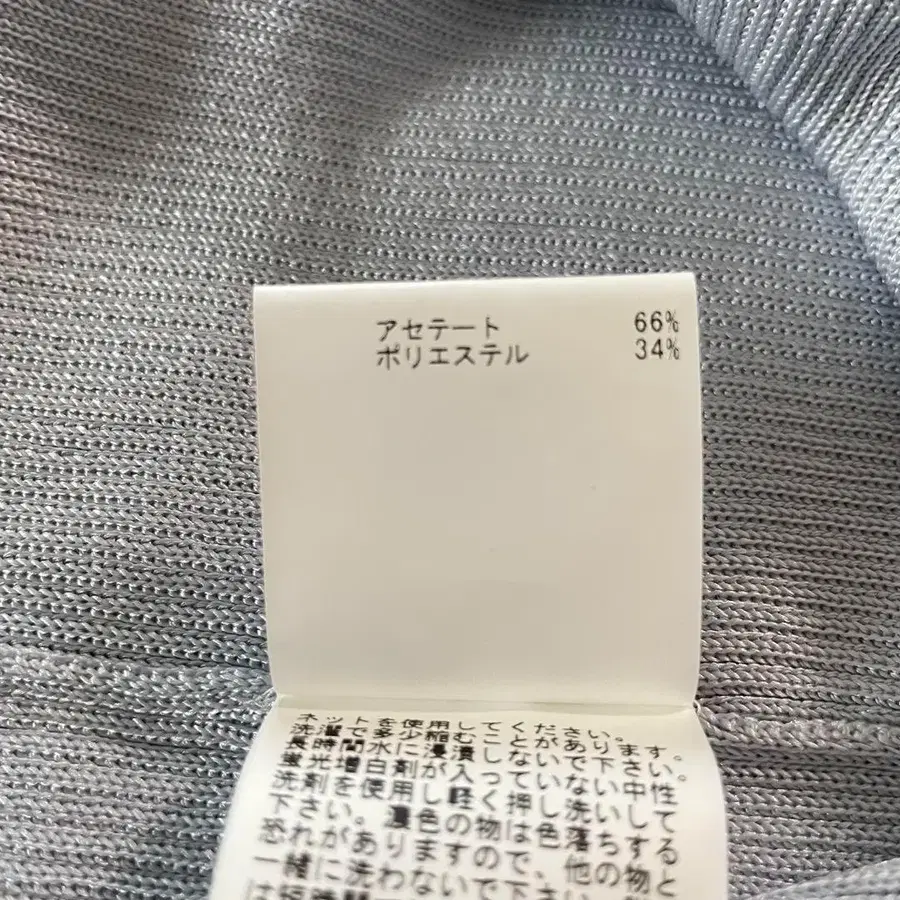 アセテート 66%
ポリエステル 34%
ネットを使用してください。
洗濯で多少縮むことがあります。
長時間水に浸漬しないで下さい。
蛍光増白剤が入っていない中性
洗剤を使用し軽く押し洗いして
下さい。濃色の物は色落ちする
恐れがありますので、他の物と
一緒に洗わないで下さい。